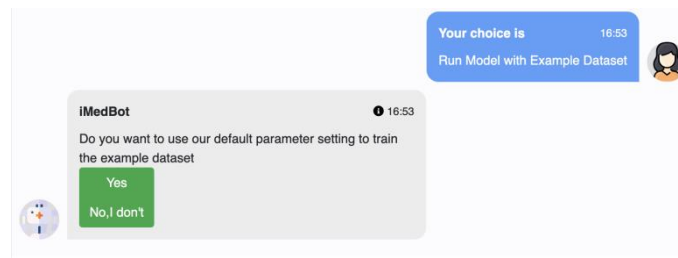 Your choice is 16:53
Run Model with Example Dataset
iMedBot 16:53
Do you want to use our default parameter setting to train
the example dataset
Yes
No,I don't